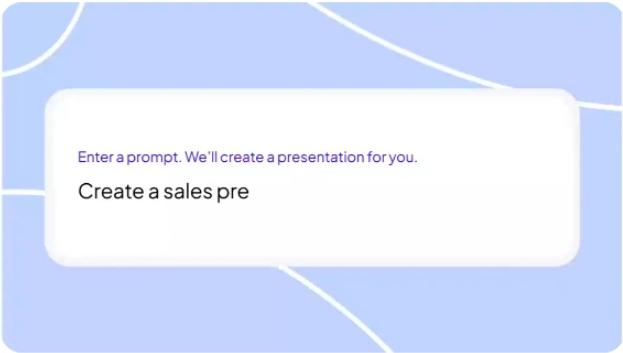 Enter a prompt. We'll create a presentation for you.
Create a sales pre